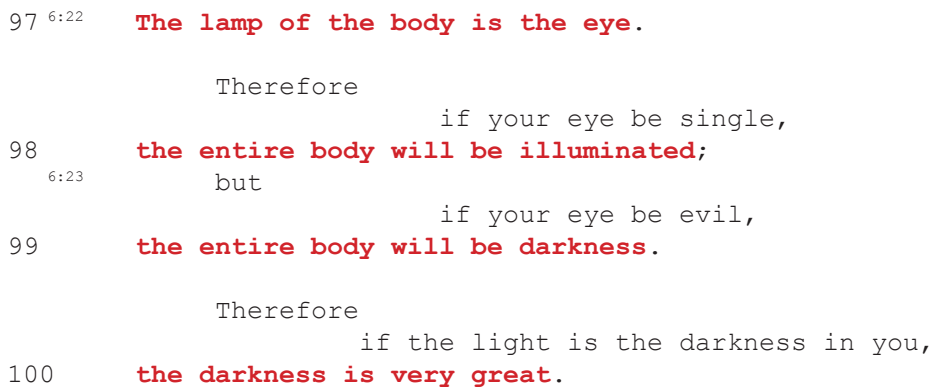 97 6:22 The lamp of the body is the eye.
Therefore
if your eye be single,
98 the entire body will be illuminated;
6:23 but
if your eye be evil,
99 the entire body will be darkness.
Therefore
if the light is the darkness in you,
100 the darkness is very great.